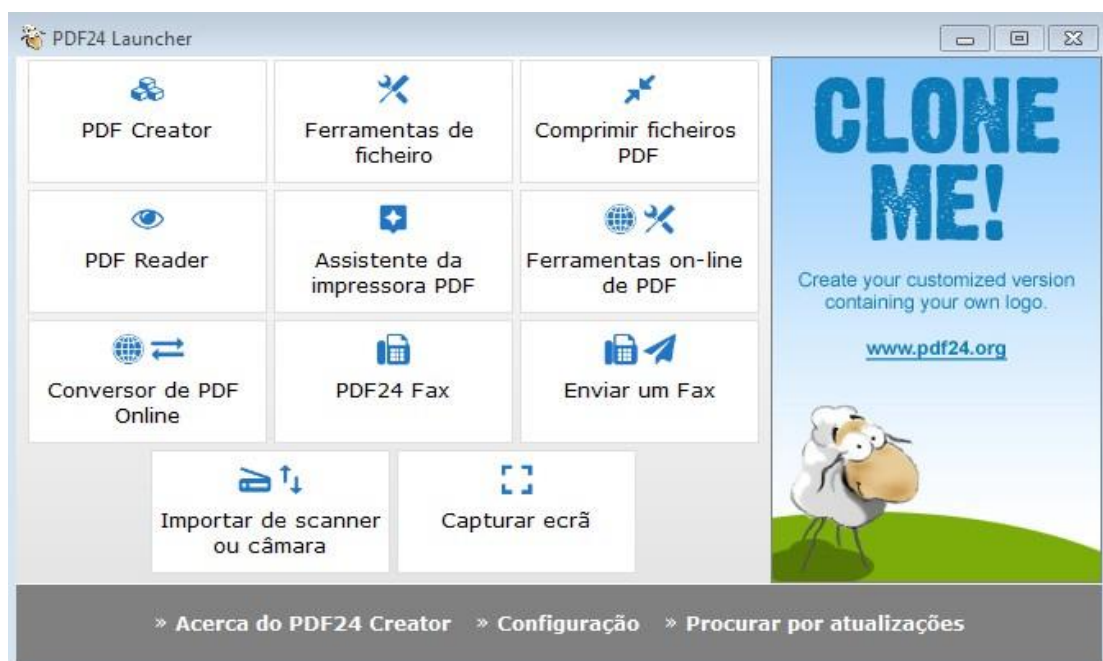 PDF24 Launcher
PDF Creator
Ferramentas de
ficheiro
Comprimir ficheiros
PDF
PDF Reader
Assistente da
impressora PDF
Ferramentas on-line
de PDF
Conversor de PDF
Online
PDF24 Fax
Enviar um Fax
Importar de scanner
ou câmara
Capturar ecrã
CLONE
ME!
Create your customized version
containing your own logo.
www.pdf24.org
» Acerca do PDF24 Creator » Configuração » Procurar por atualizações